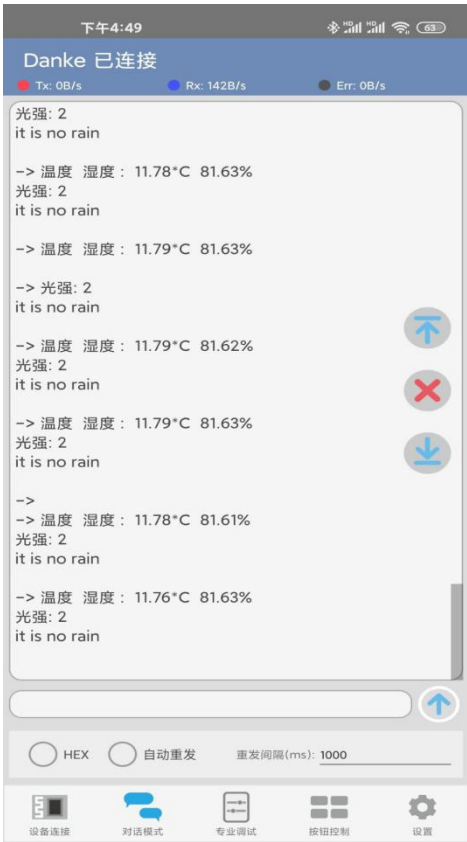 下午4:49
HD HD 63
Danke 已连接
Tx: 0B/s Rx: 142B/s Err: 0B/s
光强: 2
it is no rain
-> 温度 湿度 : 11.78*C 81.63%
光强: 2
it is no rain
-> 温度 湿度 : 11.79*C 81.63%
-> 光强: 2
it is no rain
-> 温度 湿度 : 11.79*C 81.62%
光强: 2
it is no rain
-> 温度 湿度 : 11.79*C 81.63%
光强: 2
it is no rain
->
-> 温度 湿度 : 11.78*C 81.61%
光强: 2
it is no rain
-> 温度 湿度 : 11.76*C 81.63%
光强: 2
it is no rain
HEX 自动重发 重发间隔(ms): 1000
设备连接 对话模式 专业调试 按钮控制 设置